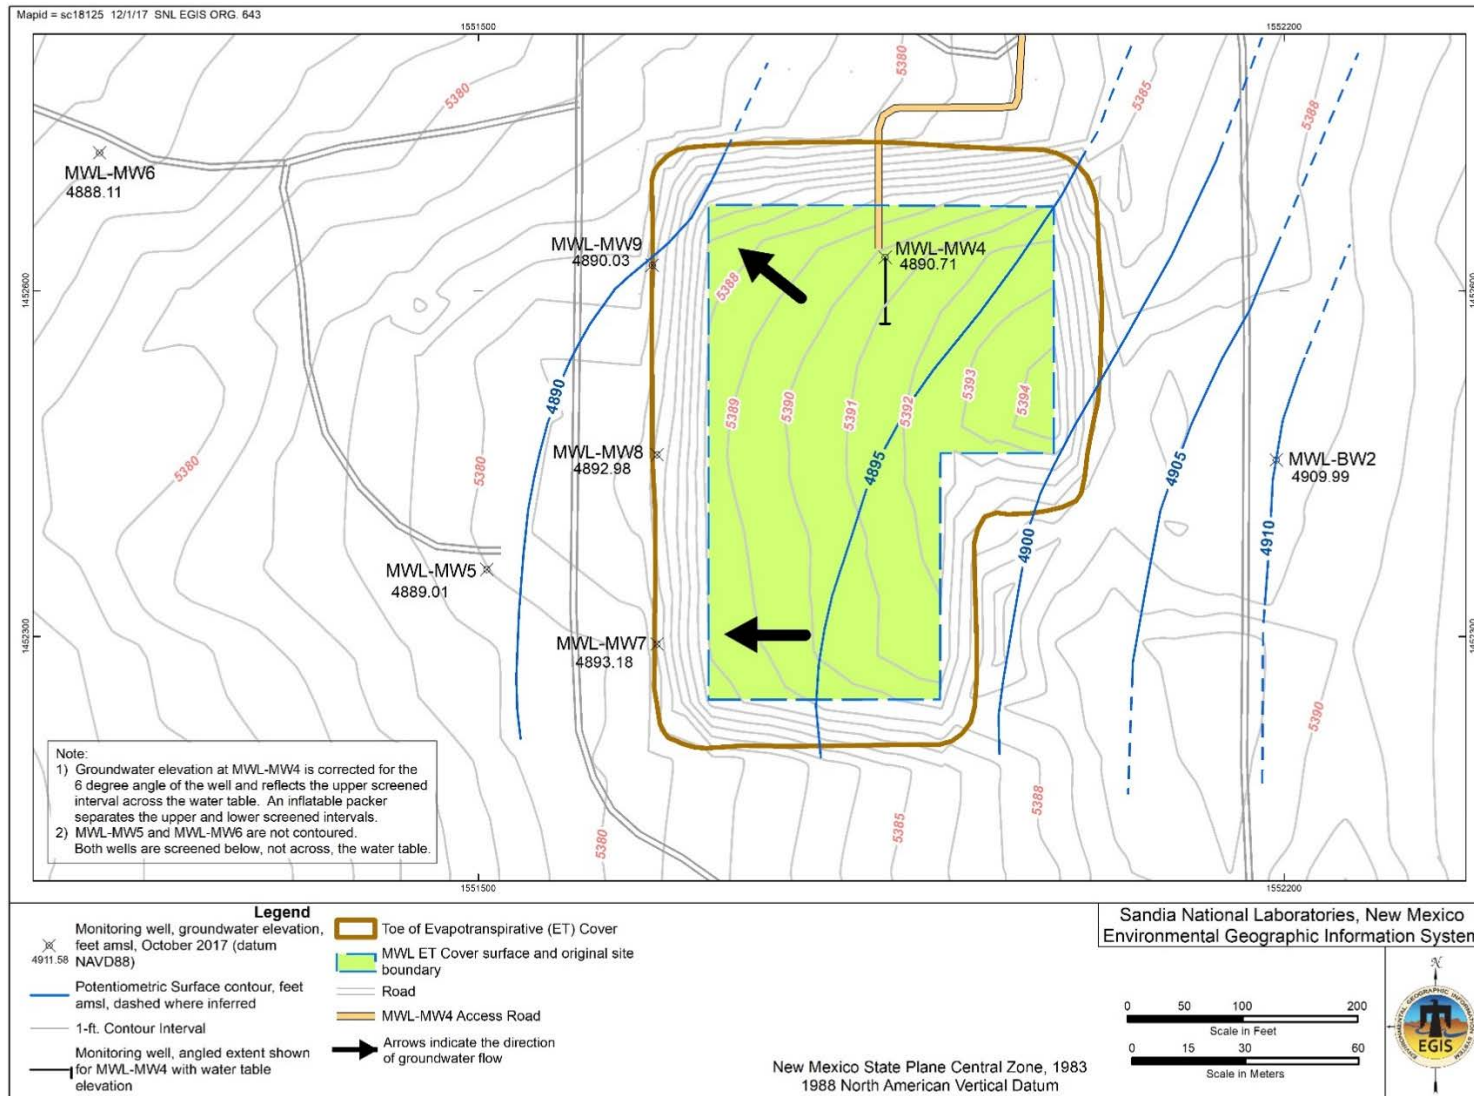 Mapid = sc18125 12/1/17 SNL EGIS ORG. 643
1551500
1552200
5380
5380
5385
5388
MWL-MW6
4888.11
MWL-MW9
4890.03
MWL-MW4
4890.71
1452600
1452600
5388
4890
5389
5390
5391
5392
5393
5394
4895
4905
MWL-MW8
4892.98
MWL-BW2
4909.99
5380
5380
4900
4910
MWL-MW5
4889.01
MWL-MW7
4893.18
1452300
1452300
5390
5388
5385
5380
Note:
1) Groundwater elevation at MWL-MW4 is corrected for the
6 degree angle of the well and reflects the upper screened
interval across the water table. An inflatable packer
separates the upper and lower screened intervals.
2) MWL-MW5 and MWL-MW6 are not contoured.
Both wells are screened below, not across, the water table.
1551500
1552200
Legend
Monitoring well, groundwater elevation,
feet amsl, October 2017 (datum
NAVD88)
4911.58
Potentiometric Surface contour, feet
amsl, dashed where inferred
1-ft. Contour Interval
Monitoring well, angled extent shown
for MWL-MW4 with water table
elevation
Toe of Evapotranspirative (ET) Cover
MWL ET Cover surface and original site
boundary
Road
MWL-MW4 Access Road
Arrows indicate the direction
of groundwater flow
New Mexico State Plane Central Zone, 1983
1988 North American Vertical Datum
Sandia National Laboratories, New Mexico
Environmental Geographic Information System
0 50 100 200
Scale in Feet
0 15 30 60
Scale in Meters
N
ENVIRONMENTAL GEOGRAPHIC INFORMATION SYSTEM
EGIS